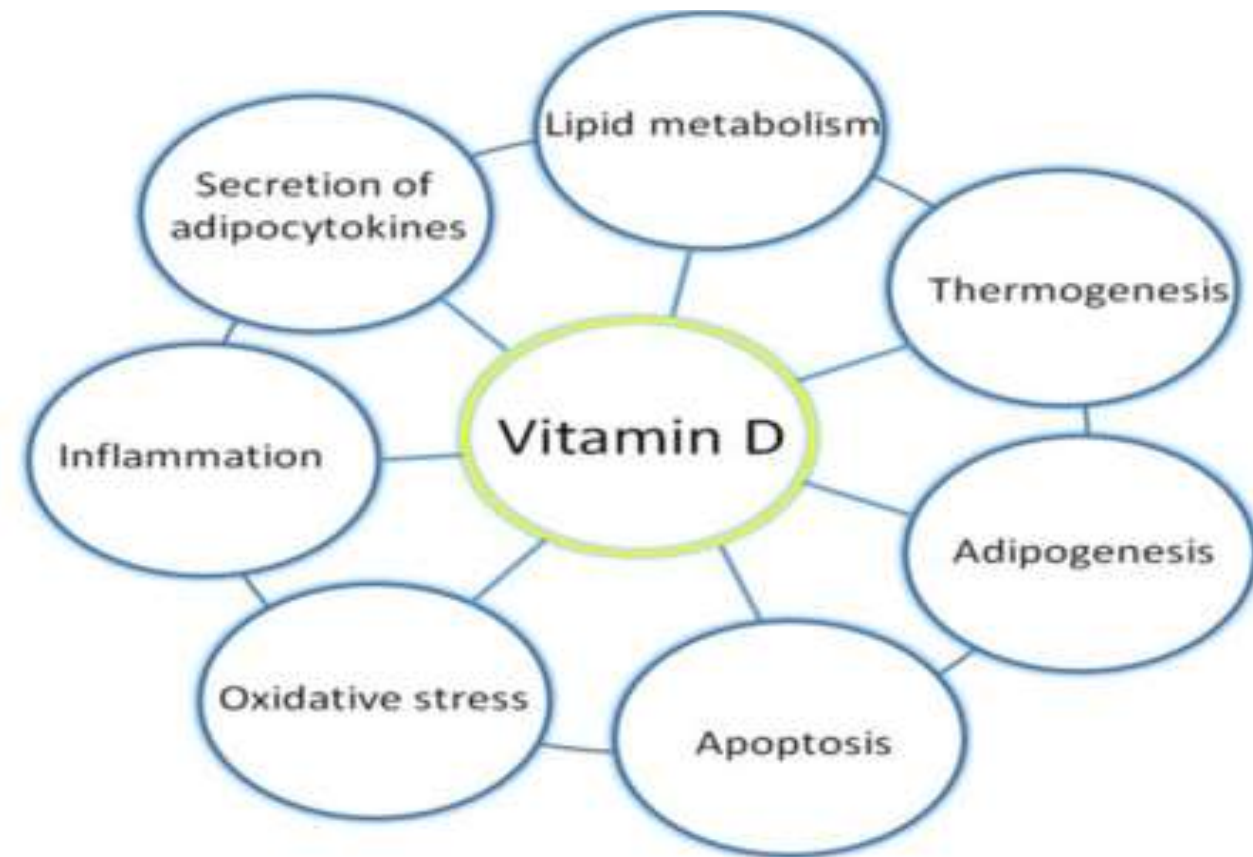 Lipid metabolism
Secretion of
adipocytokines
Thermogenesis
Vitamin D
Inflammation
Adipogenesis
Oxidative stress
Apoptosis